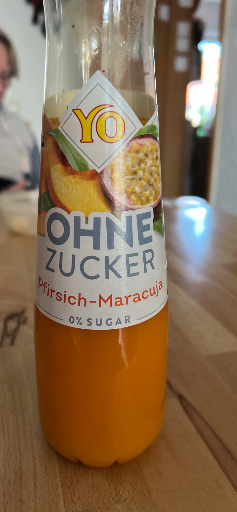 YO
OHNE
ZUCKER
pfirsich-Maracuja
0% SUGAR